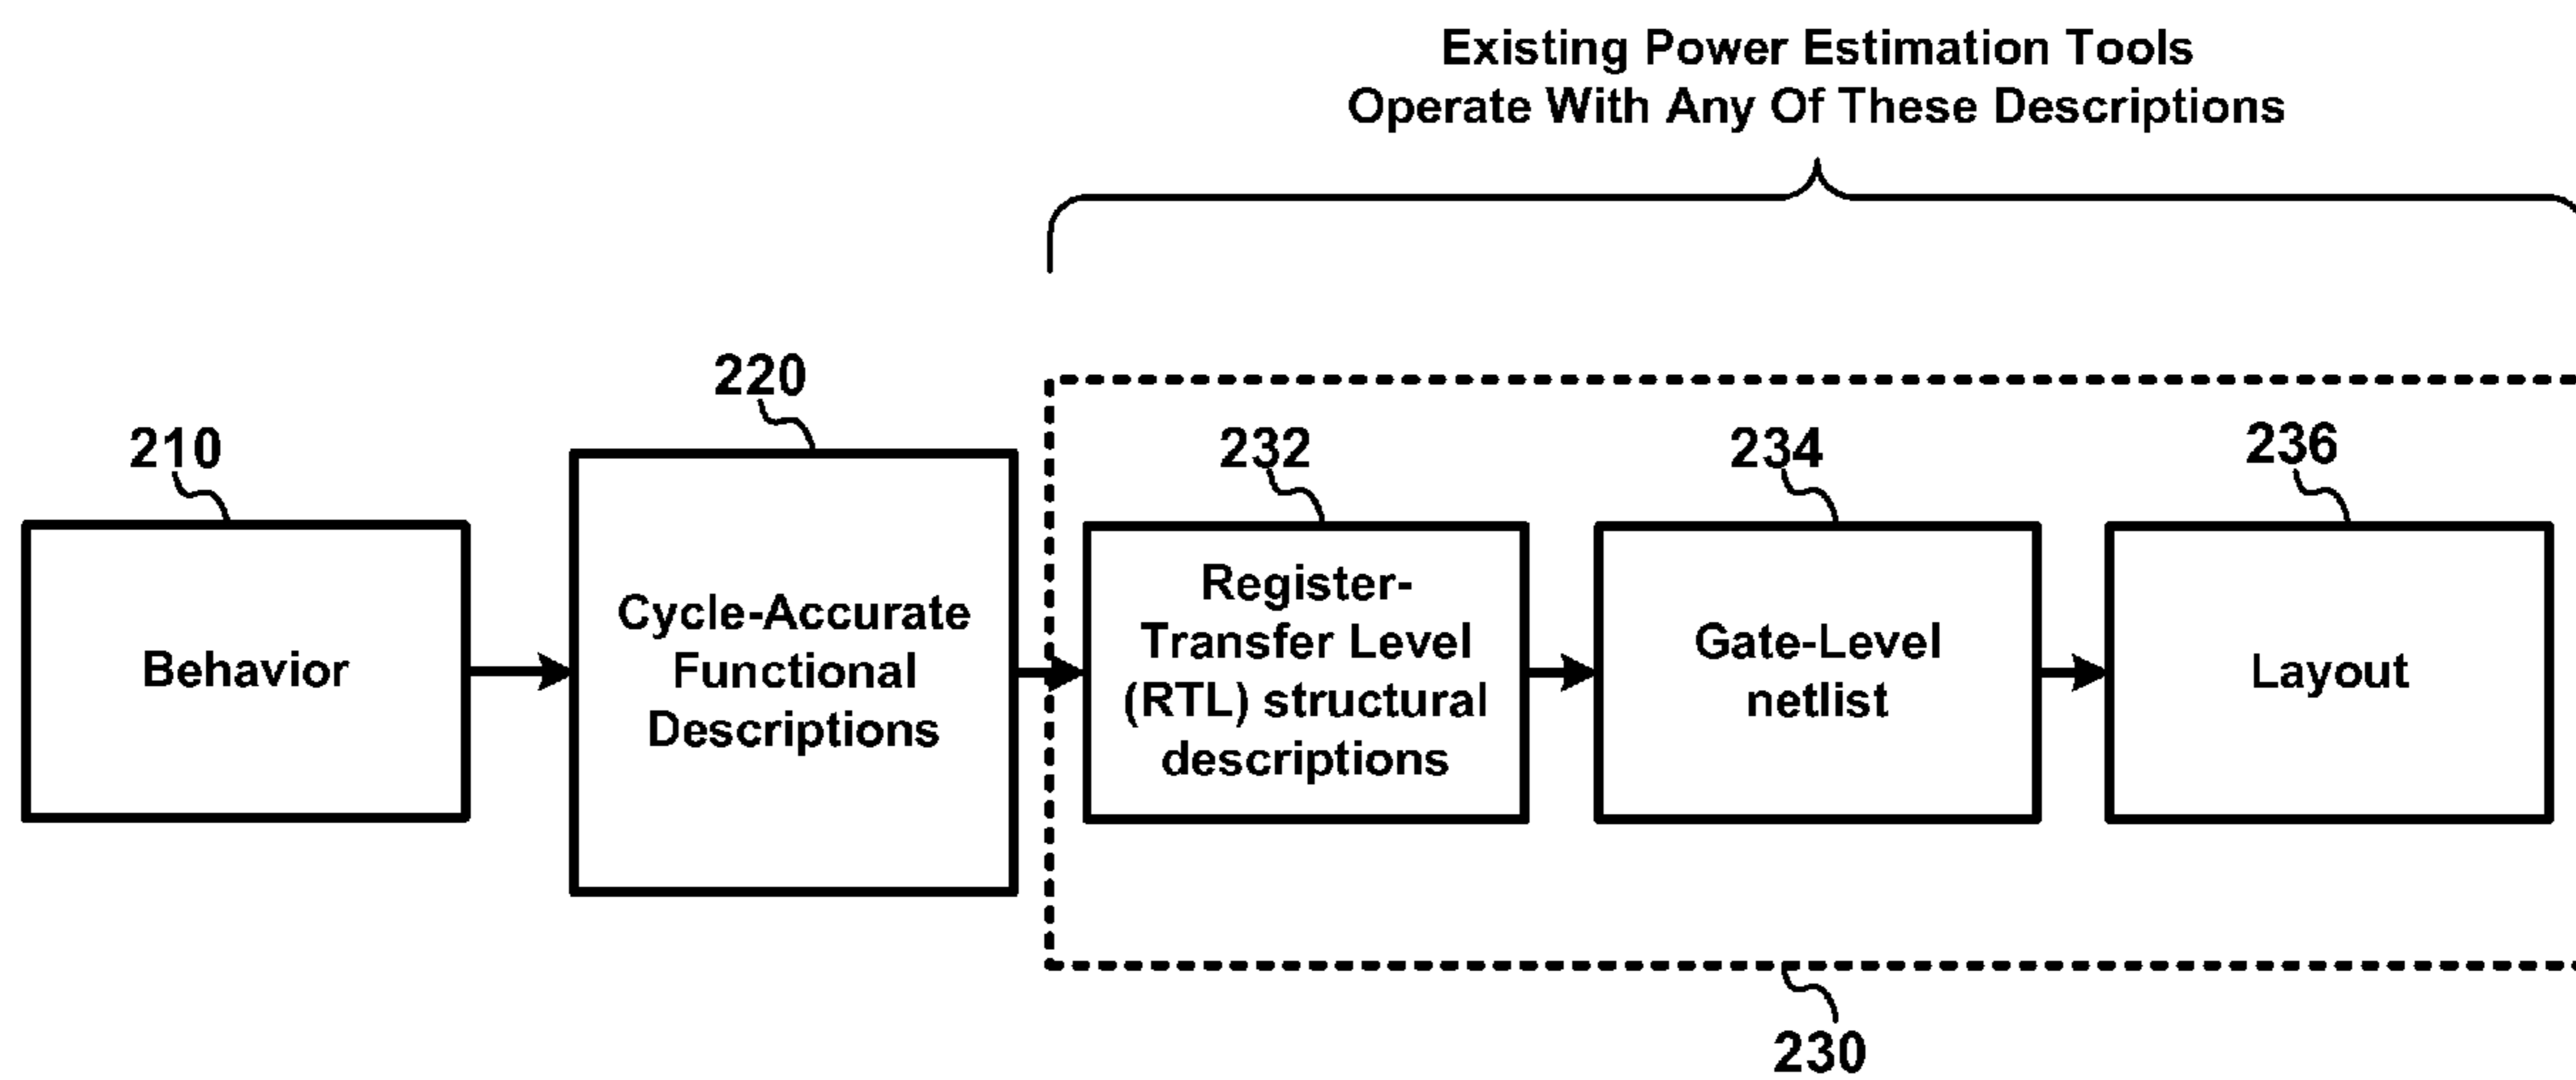 Existing Power Estimation Tools
Operate With Any Of These Descriptions
210
Behavior
220
Cycle-Accurate
Functional
Descriptions
232
Register-
Transfer Level
(RTL) structural
descriptions
234
Gate-Level
netlist
236
Layout
230